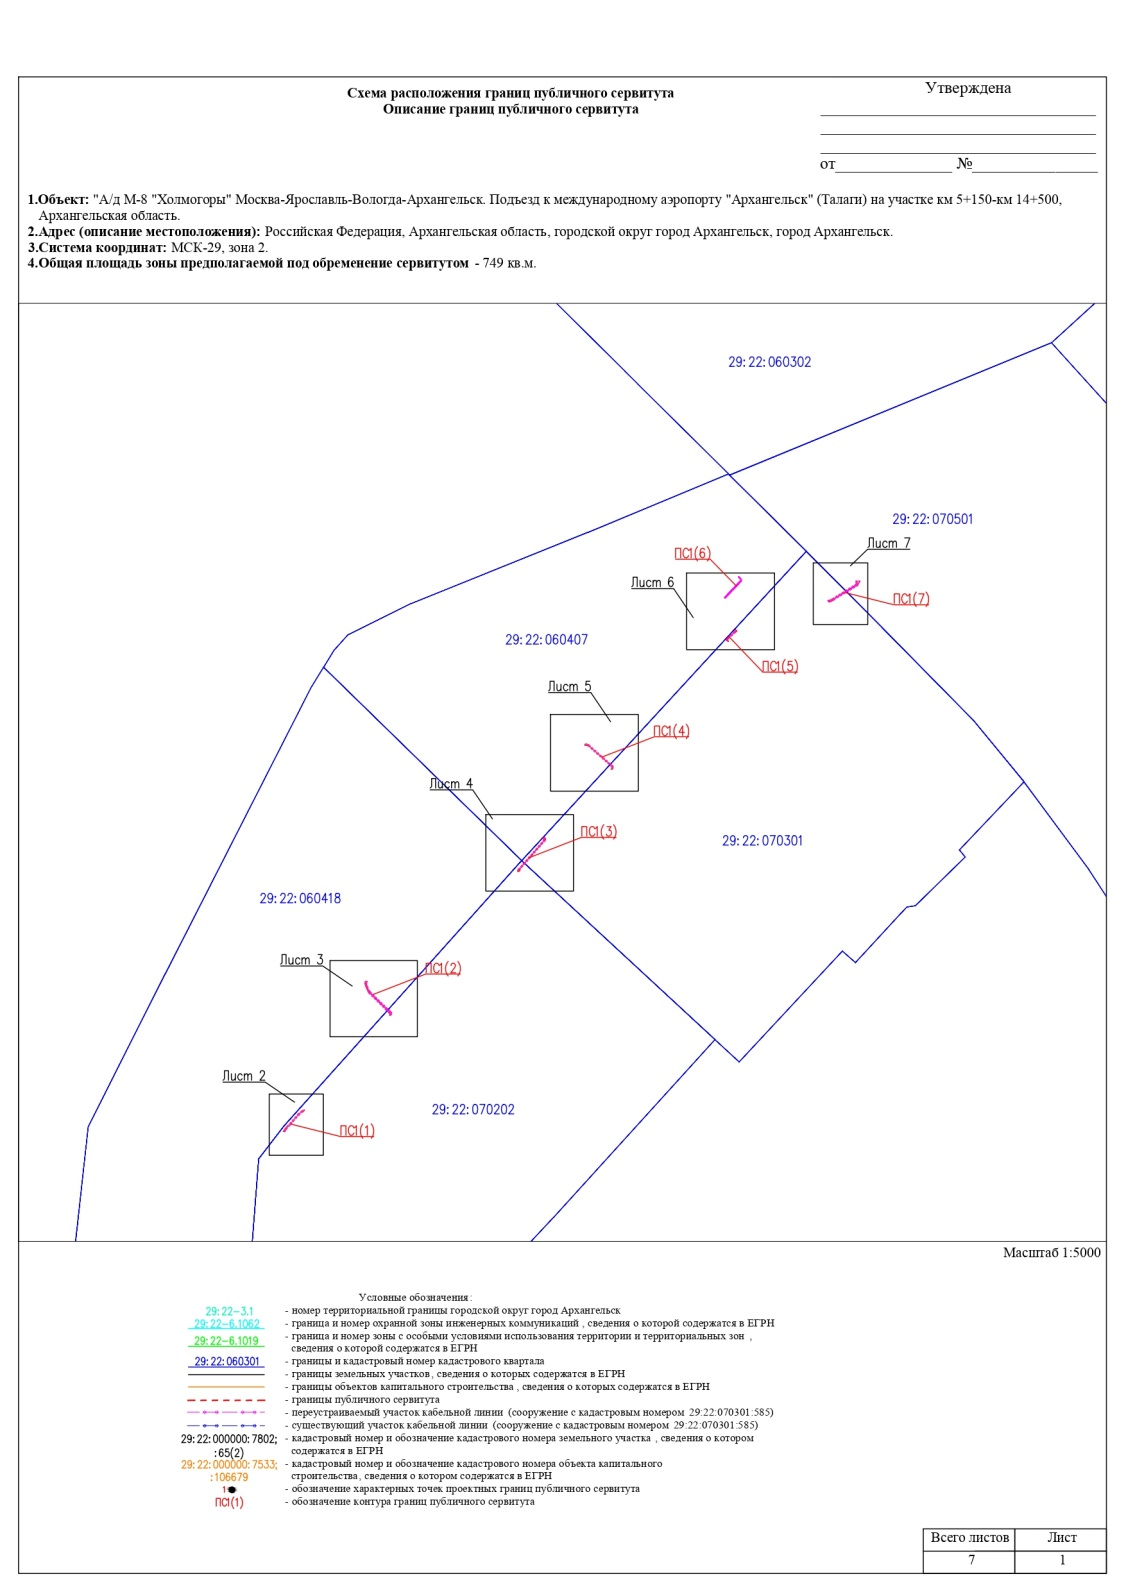 Утверждена
Схема расположения границ публичного сервитута
Описание границ публичного сервитута
от №
1.Объект: "А/д М-8 "Холмогоры" Москва-Ярославль-Вологда-Архангельск. Подъезд к международному аэропорту "Архангельск" (Талаги) на участке км 5+150-км 14+500,
Архангельская область.
2.Адрес (описание местоположения): Российская Федерация, Архангельская область, городской округ город Архангельск, город Архангельск.
3.Система координат: МСК-29, зона 2.
4.Общая площадь зоны предполагаемой под обременение сервитутом - 749 кв.м.
29:22:060302
29:22:070501
Лист 7
ПС1(6)
Лист 6
ПС1(7)
29:22:060407
ПС1(5)
Лист 5
ПС1(4)
Лист 4
ПС1(3)
29:22:070301
29:22:060418
Лист 3
ПС1(2)
Лист 2
29:22:070202
ПС1(1)
Масштаб 1:5000
Условные обозначения:
29:22-3.1 - номер территориальной границы городской округ город Архангельск
29:22-6.1062 - граница и номер охранной зоны инженерных коммуникаций , сведения о которой содержатся в ЕГРН
29:22-6.1019 - граница и номер зоны с особыми условиями использования территории и территориальных зон ,
сведения о которой содержатся в ЕГРН
29:22:060301 - границы и кадастровый номер кадастрового квартала
- границы земельных участков, сведения о которых содержатся в ЕГРН
- границы объектов капитального строительства , сведения о которых содержатся в ЕГРН
- границы публичного сервитута
- переустраиваемый участок кабельной линии (сооружение с кадастровым номером 29:22:070301:585)
- существующий участок кабельной линии (сооружение с кадастровым номером 29:22:070301:585)
29:22:000000:7802; - кадастровый номер и обозначение кадастрового номера земельного участка , сведения о котором
:65(2) содержатся в ЕГРН
29:22:000000:7533; - кадастровый номер и обозначение кадастрового номера объекта капитального
:106679 строительства, сведения о котором содержатся в ЕГРН
1 - обозначение характерных точек проектных границ публичного сервитута
ПС1(1) - обозначение контура границ публичного сервитута
Всего листов Лист
7 1